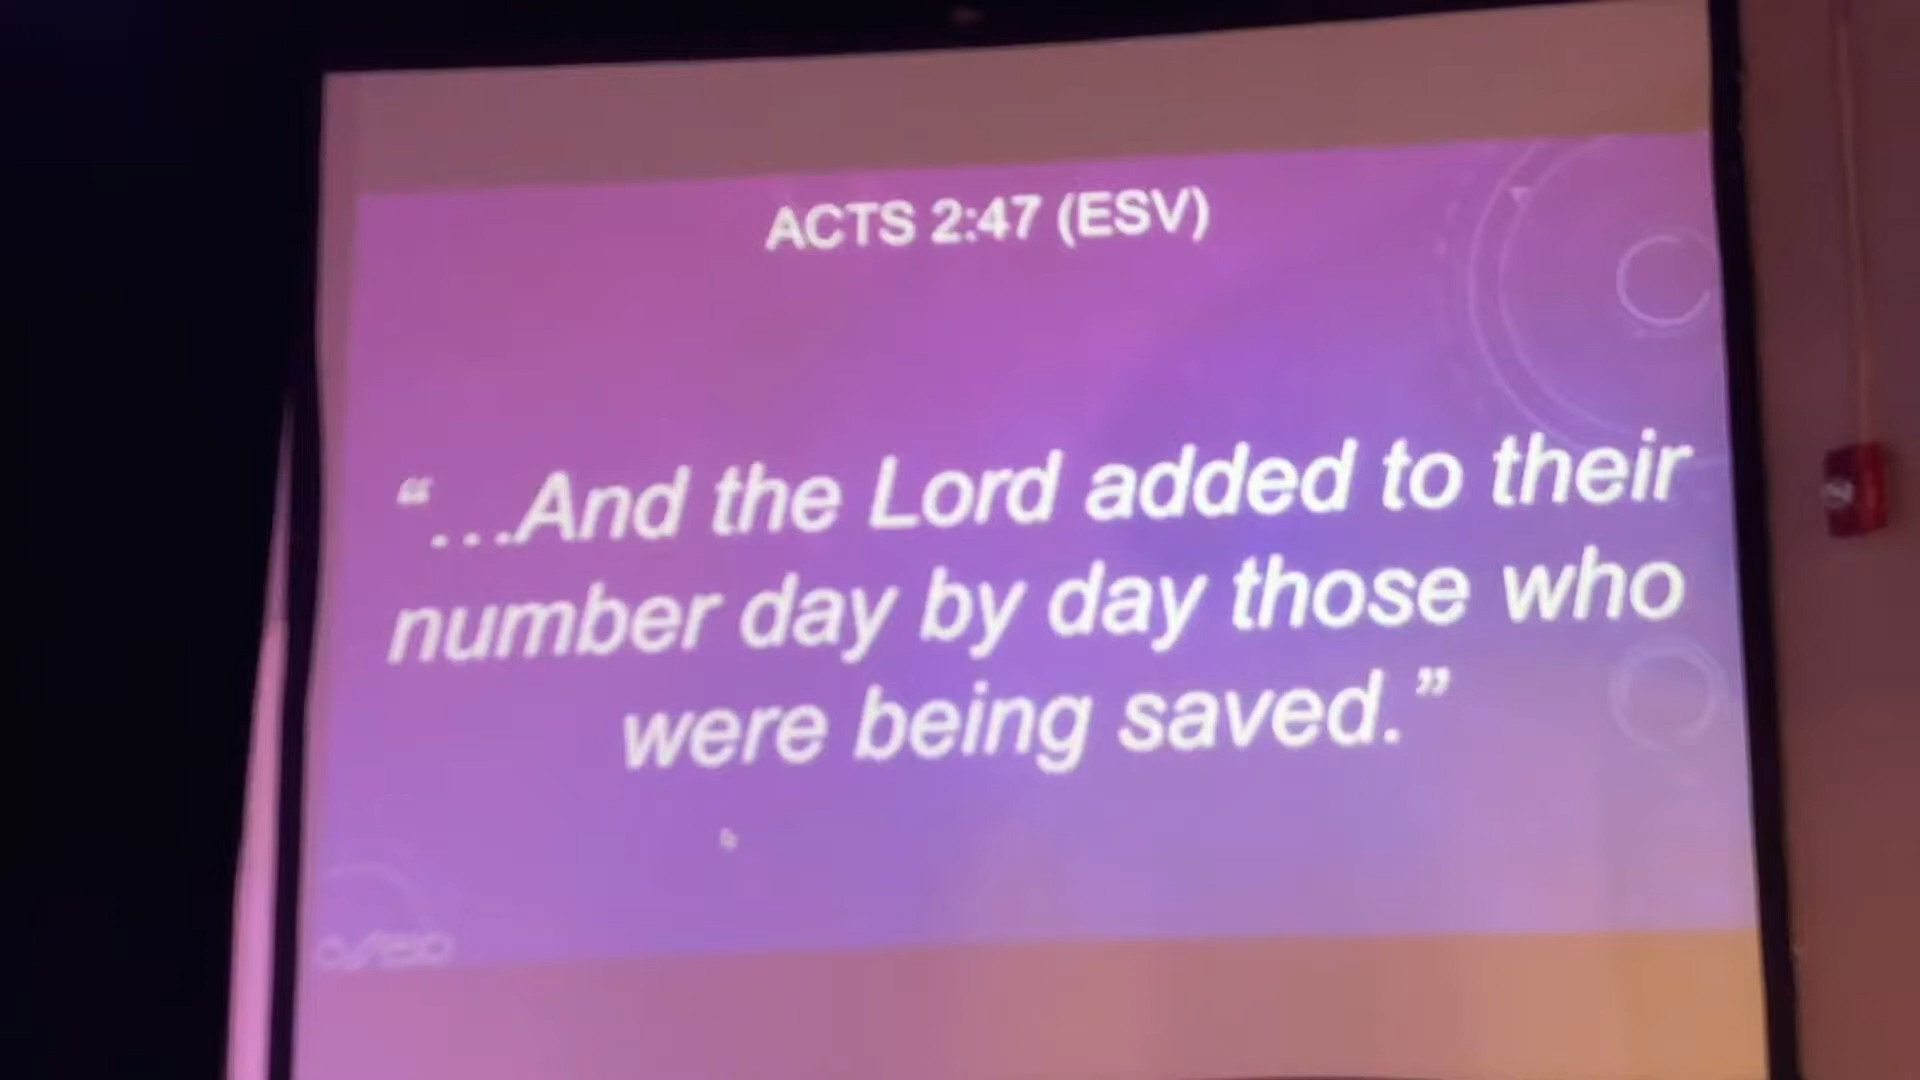 ACTS 2:47 (ESV)
“...And the Lord added to their
number day by day those who
were being saved.”